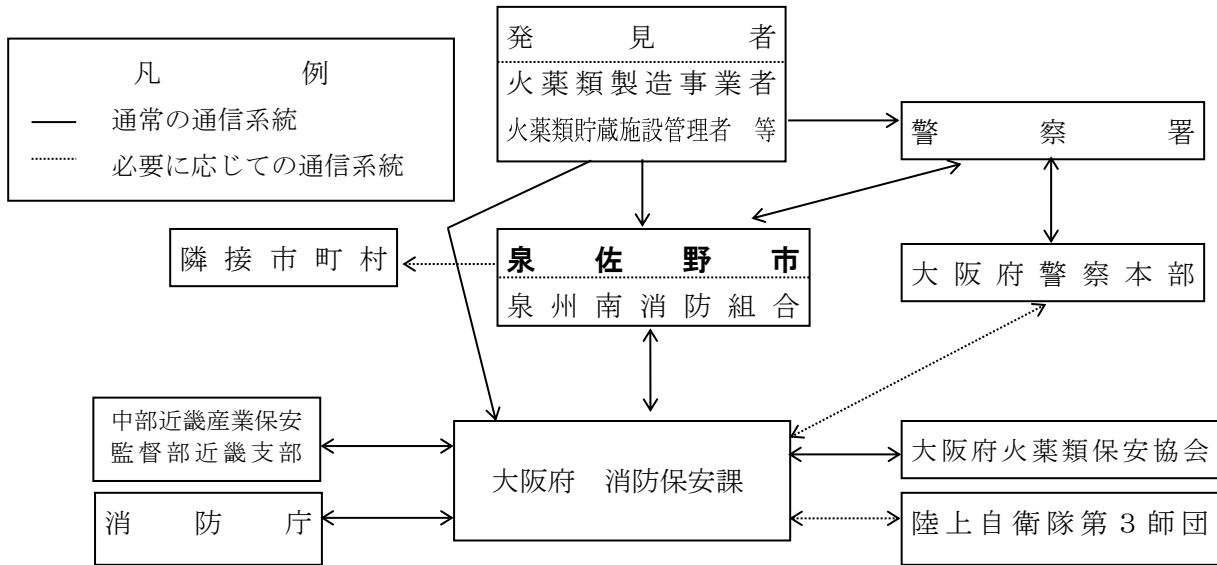 凡例
通常の通信系統
必要に応じての通信系統
発見者
火薬類製造事業者
火薬類貯蔵施設管理者　等
警察署
隣接市町村
泉佐野市
泉州南消防組合
大阪府警察本部
中部近畿産業保安
監督部近畿支部
消防庁
大阪府　消防保安課
大阪府火薬類保安協会
陸上自衛隊第３師団